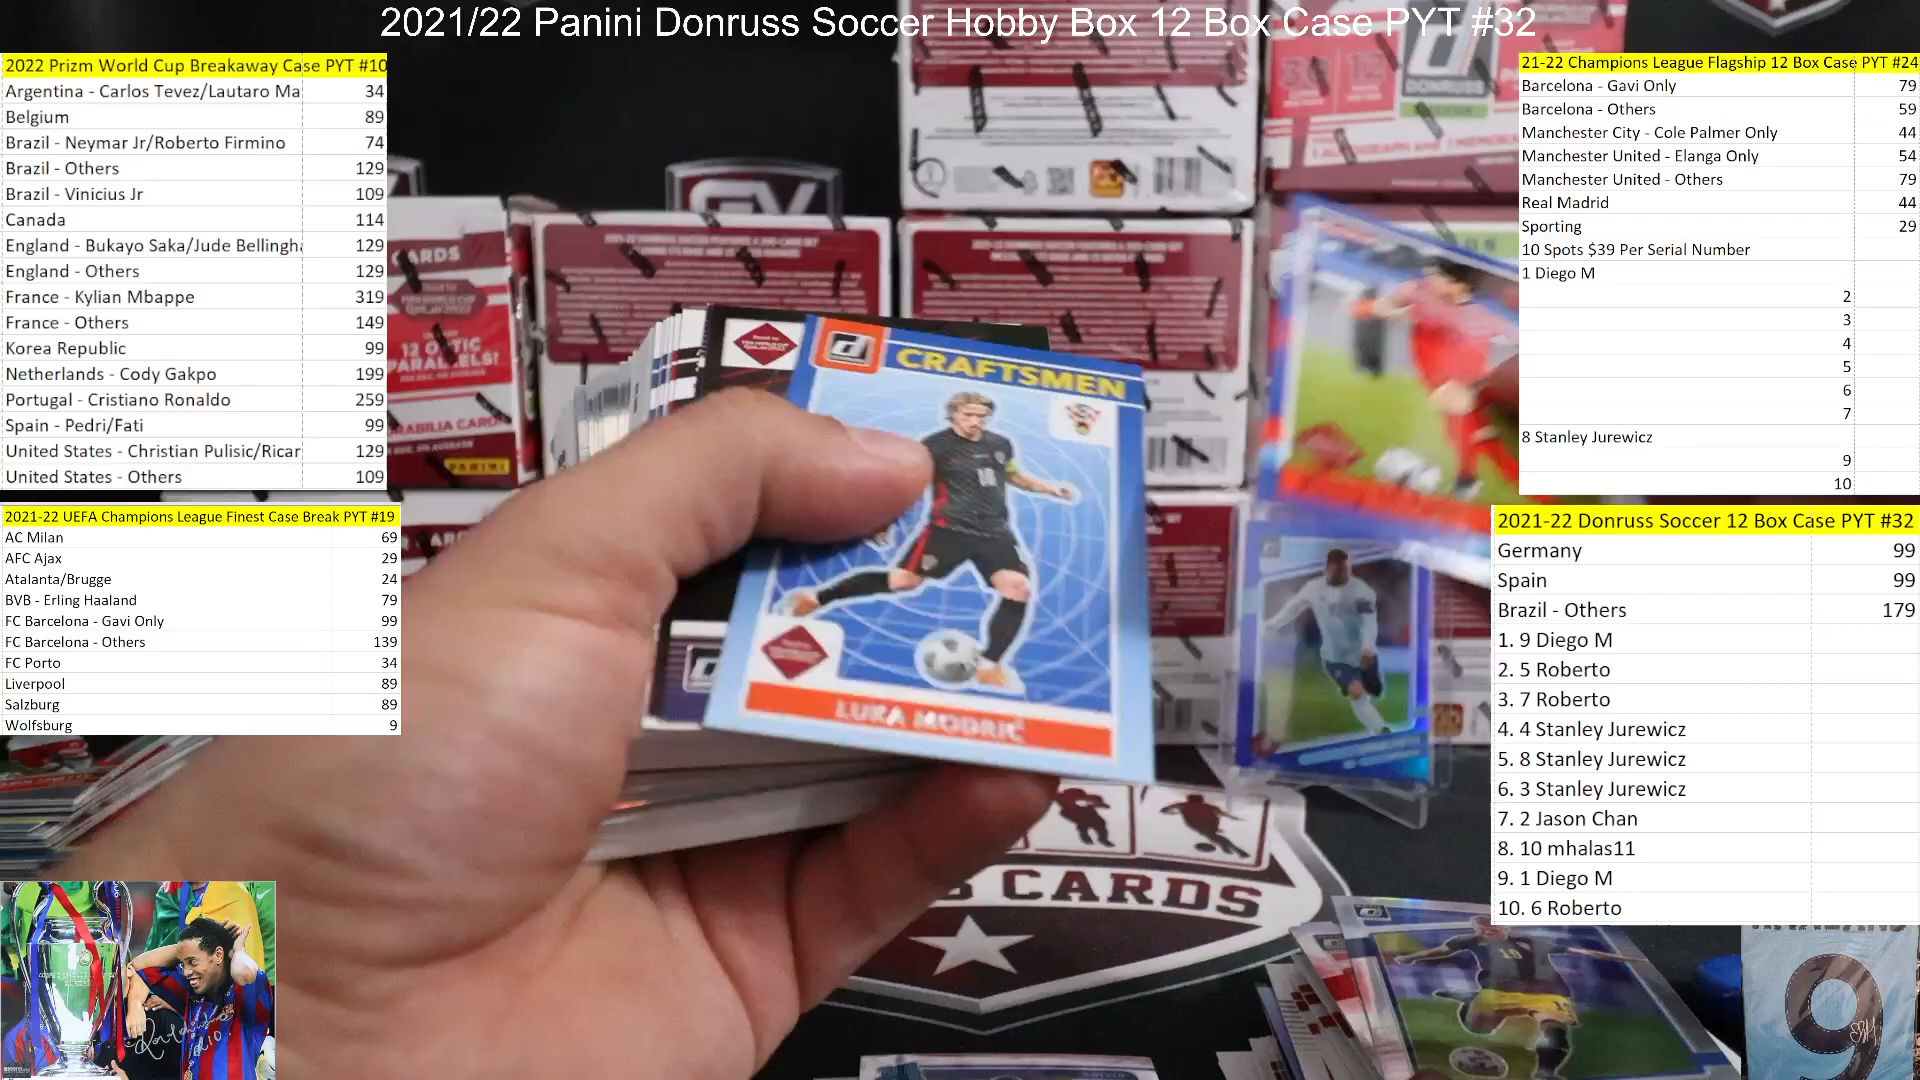 2021/22 Panini Donruss Soccer Hobby Box 12 Box Case PYT #32
2022 Prizm World Cup Breakaway Case PYT #10
Argentina - Carlos Tevez/Lautaro Ma 34
Belgium 89
Brazil - Neymar Jr/Roberto Firmino 74
Brazil - Others 129
Brazil - Vinicius Jr 109
Canada 114
England - Bukayo Saka/Jude Bellingh 129
England - Others 129
France - Kylian Mbappe 319
France - Others 149
Korea Republic 99
Netherlands - Cody Gakpo 199
Portugal - Cristiano Ronaldo 259
Spain - Pedri/Fati 99
United States - Christian Pulisic/Ricar 129
United States - Others 109
2021-22 UEFA Champions League Finest Case Break PYT #19
AC Milan 69
AFC Ajax 29
Atalanta/Brugge 24
BVB - Erling Haaland 79
FC Barcelona - Gavi Only 99
FC Barcelona - Others 139
FC Porto 34
Liverpool 89
Salzburg 89
Wolfsburg 9
21-22 Champions League Flagship 12 Box Case PYT #24
Barcelona - Gavi Only 79
Barcelona - Others 59
Manchester City - Cole Palmer Only 44
Manchester United - Elanga Only 54
Manchester United - Others 79
Real Madrid 44
Sporting 29
10 Spots $39 Per Serial Number
1 Diego M
2
3
4
5
6
7
8 Stanley Jurewicz
9
10
2021-22 Donruss Soccer 12 Box Case PYT #32
Germany 99
Spain 99
Brazil - Others 179
1. 9 Diego M
2. 5 Roberto
3. 7 Roberto
4. 4 Stanley Jurewicz
5. 8 Stanley Jurewicz
6. 3 Stanley Jurewicz
7. 2 Jason Chan
8. 10 mhalas11
9. 1 Diego M
10. 6 Roberto
CARDS
12 OPTIC
PARALLELS!
PANINI
DONRUSS
CRAFTSMEN
LUKA MODRIĆ
CARDS
9